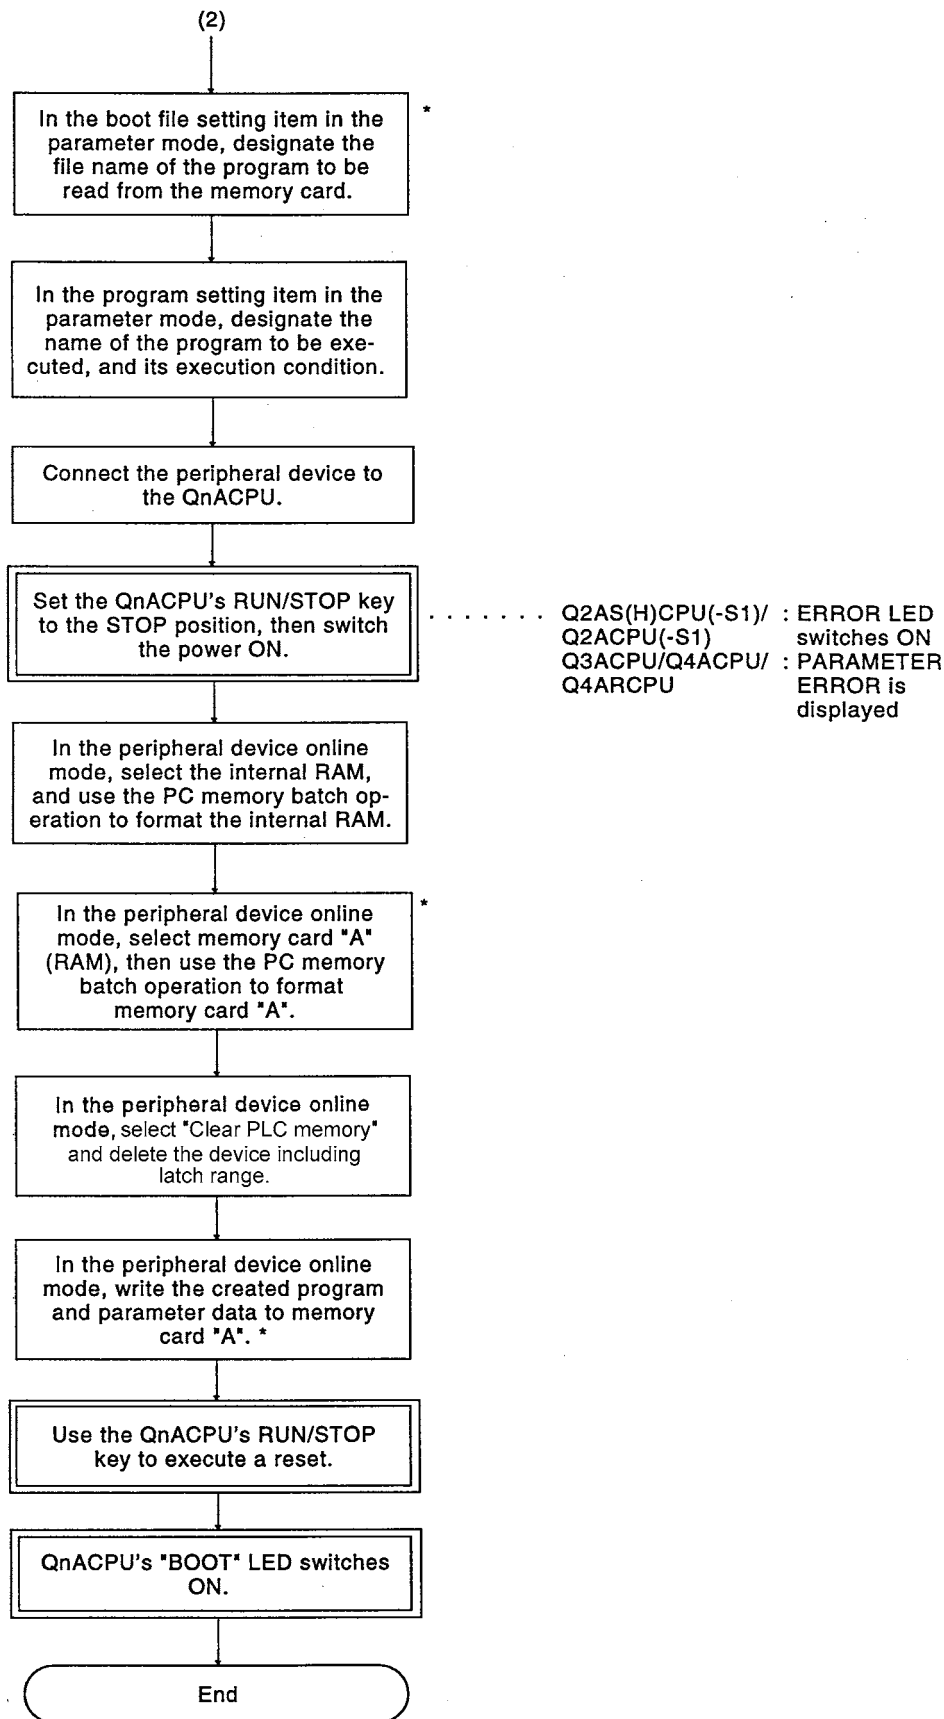 (2)
In the boot file setting item in the
parameter mode, designate the
file name of the program to be
read from the memory card.
*
In the program setting item in the
parameter mode, designate the
name of the program to be exe-
cuted, and its execution condition.
Connect the peripheral device to
the QnACPU.
Set the QnACPU's RUN/STOP key
to the STOP position, then switch
the power ON.
. . . . . . . Q2AS(H)CPU(-S1)/ : ERROR LED
Q2ACPU(-S1) switches ON
Q3ACPU/Q4ACPU/ : PARAMETER
Q4ARCPU ERROR is
displayed
In the peripheral device online
mode, select the internal RAM,
and use the PC memory batch op-
eration to format the internal RAM.
In the peripheral device online
mode, select memory card "A"
(RAM), then use the PC memory
batch operation to format
memory card "A".
*
In the peripheral device online
mode, select "Clear PLC memory"
and delete the device including
latch range.
In the peripheral device online
mode, write the created program
and parameter data to memory
card "A". *
Use the QnACPU's RUN/STOP
key to execute a reset.
QnACPU's "BOOT" LED switches
ON.
End